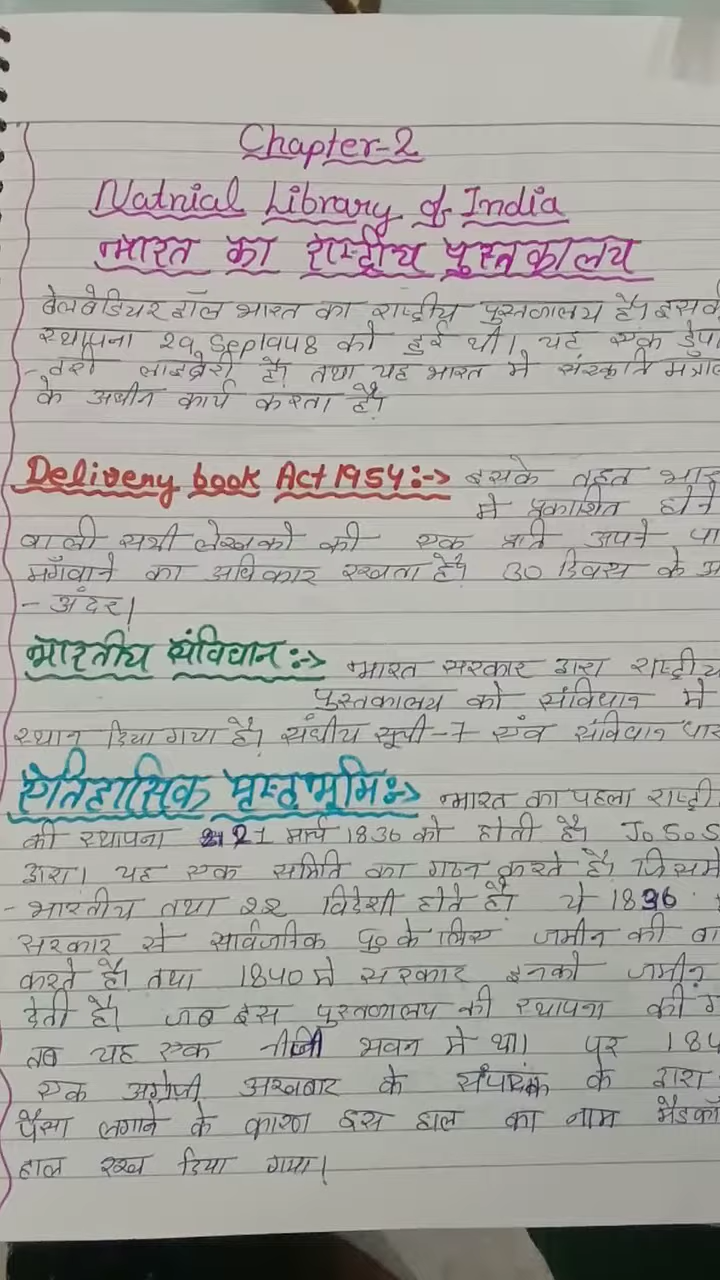 Chapter-2
Natnial Library of India
भारत का राष्ट्रीय पुस्तकालय
बेलवेडियर हॉल भारत का राष्ट्रीय पुस्तकालय है। इसक
स्थापना 29 Sep1948 को हुई थी। यह एक डिपा
- टरी लाइब्रेरी है। तथा यह भारत मे संस्कृति मंत्राल
के अधीन कार्य करता है।
Delivery book Act 1954:->  इसके तहत भार
मे प्रकाशित होने
वाली सभी लेखको की एक प्रति अपने पा
मँगवाने का अधिकार रखता है। 30 दिवस के अ
- अंदर।
भारतीय संविधान:-> भारत सरकार द्वारा राष्ट्रीय
पुस्तकालय को संविधान मे
स्थान दिया गया है। संघीय सूची-7 एंव संविधान धार
ऐतिहासिक पृष्ठभूमि:-> भारत का पहला राष्ट्री
की स्थापना 21 मार्च 1836 को होती है। J.S.S
द्वारा। यह एक समिति का गठन करते है। जिसमे
- भारतीय तथा 22 विदेशी होते है। ये 1836
सरकार से सार्वजनिक पु० के लिए जमीन की बा
करते है। तथा 1840 मे सरकार इनको जमीन
देती है। जब इस पुस्तकालय की स्थापना की ग
तब यह एक नीजी भवन मे था। पर 184
एक अंग्रेजी अखबार के संपादक के द्वारा
पैसा लगाने के कारण इस हाल का नाम मैडकॉ
हाल रख दिया गया।